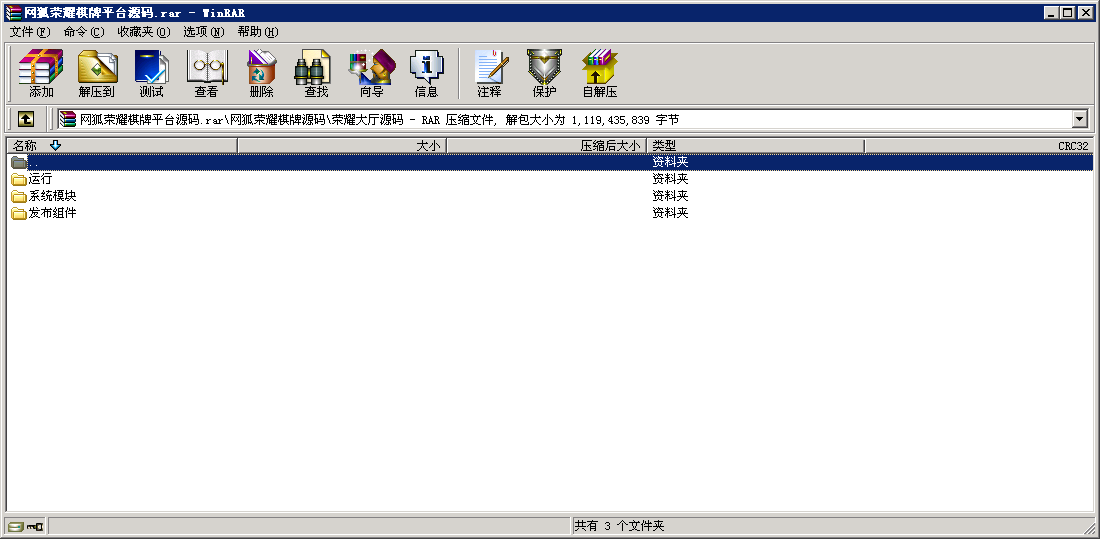 网狐荣耀棋牌平台源码.rar - WinRAR
文件(F) 命令(C) 收藏夹(O) 选项(N) 帮助(H)
添加 解压到 测试 查看 删除 查找 向导 信息 注释 保护 自解压
网狐荣耀棋牌平台源码.rar\网狐荣耀棋牌源码\荣耀大厅源码 - RAR 压缩文件, 解包大小为 1,119,435,839 字节
名称 大小 压缩后大小 类型 CRC32
.. 资料夹
运行 资料夹
系统模块 资料夹
发布组件 资料夹
共有 3 个文件夹